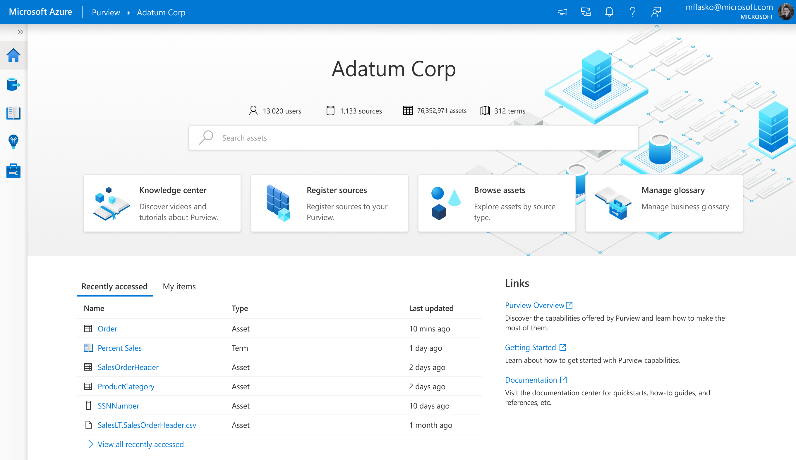 Microsoft Azure
Purview ▸ Adatum Corp
mflasko@microsoft.com
MICROSOFT
Adatum Corp
13,020 users
1,133 sources
76,352,971 assets
312 terms
Search assets
Knowledge center
Discover videos and
tutorials about Purview.
Register sources
Register sources to your
Purview.
Browse assets
Explore assets by source
type.
Manage glossary
Manage business glossary.
Recently accessed
My items
Name Type Last updated
Order Asset 10 mins ago
Percent Sales Term 1 day ago
SalesOrderHeader Asset 2 days ago
ProductCategory Asset 2 days ago
SSNNumber Asset 10 days ago
SalesLT.SalesOrderHeader.csv Asset 1 month ago
View all recently accessed
Links
Purview Overview
Discover the capabilities offered by Purview and learn how to make the
most of them.
Getting Started
Learn about how to get started with Purview capabilities.
Documentation
Visit the documentation center for quickstarts, how-to guides, and
references, etc.